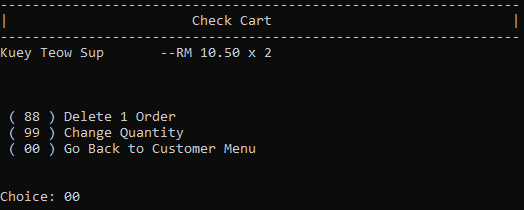 --------------------------------------------------------------
|                      Check Cart                            |
--------------------------------------------------------------
Kuey Teow Sup       --RM 10.50 x 2
( 88 ) Delete 1 Order
( 99 ) Change Quantity
( 00 ) Go Back to Customer Menu
Choice: 00